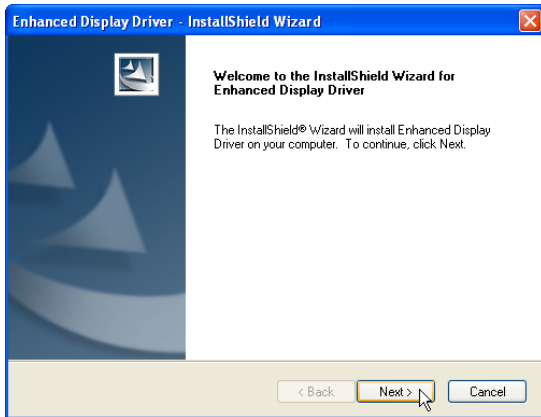 Enhanced Display Driver - InstallShield Wizard
Welcome to the InstallShield Wizard for
Enhanced Display Driver
The InstallShield® Wizard will install Enhanced Display
Driver on your computer. To continue, click Next.
< Back
Next >
Cancel